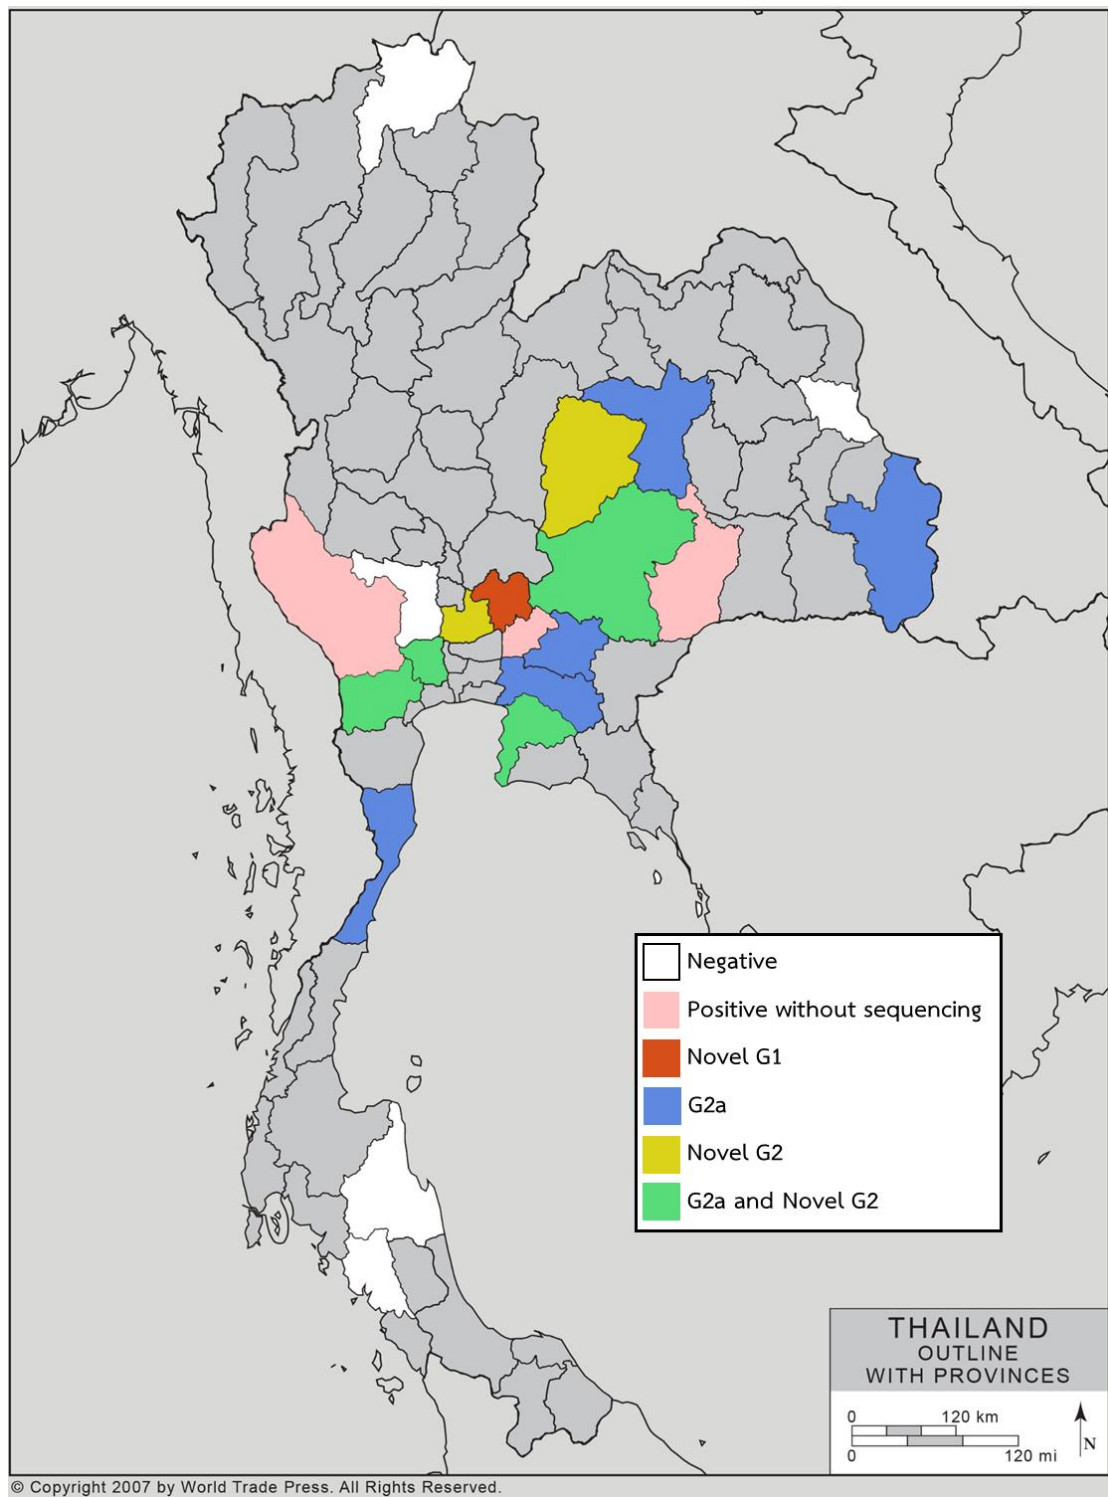 Negative
Positive without sequencing
Novel G1
G2a
Novel G2
G2a and Novel G2
THAILAND
OUTLINE
WITH PROVINCES
0 120 km
0 120 mi
N
© Copyright 2007 by World Trade Press. All Rights Reserved.